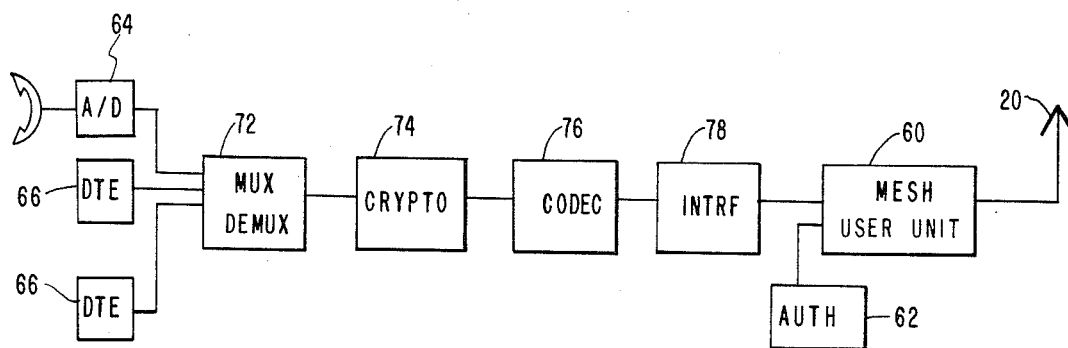 64
A/D
72
74
76
78
60
20
66
DTE
MUX
DEMUX
CRYPTO
CODEC
INTRF
MESH
USER UNIT
66
DTE
AUTH
62